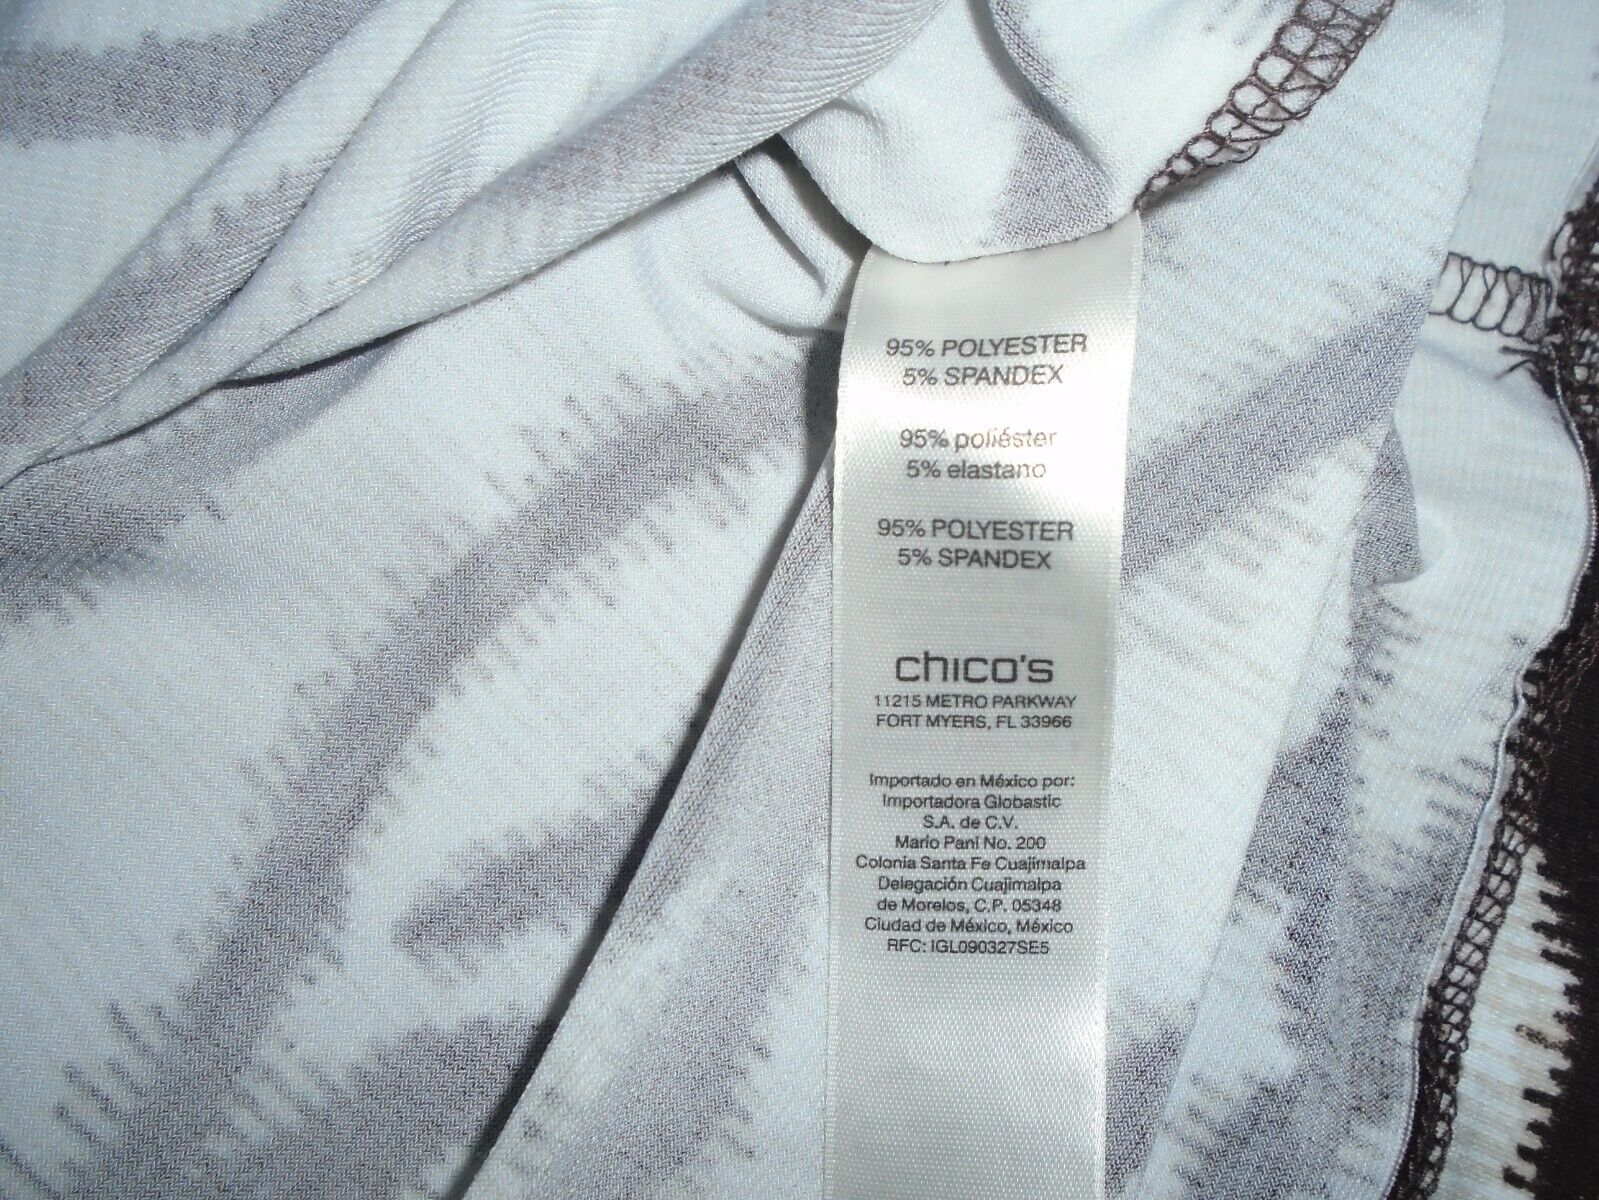 95% POLYESTER
5% SPANDEX
95% poliéster
5% elastano
95% POLYESTER
5% SPANDEX
chico's
11215 METRO PARKWAY
FORT MYERS, FL 33966
Importado en México por:
Importadora Globastic
S.A. de C.V.
Mario Pani No. 200
Colonia Santa Fe Cuajimalpa
Delegación Cuajimalpa
de Morelos, C.P. 05348
Ciudad de México, México
RFC: IGL090327SE5